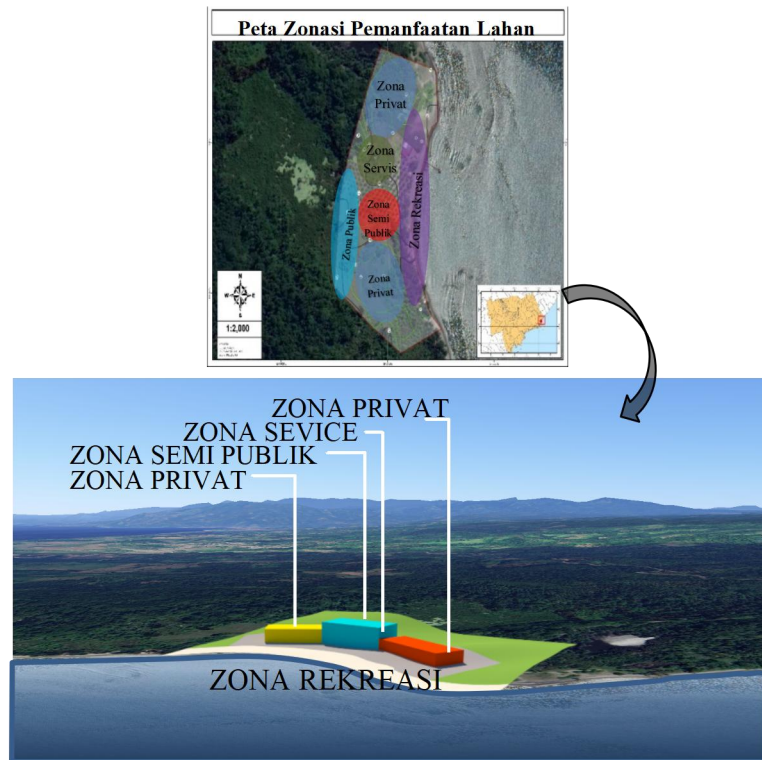 Peta Zonasi Pemanfaatan Lahan
Zona
Privat
Zona
Servis
Zona Rekreasi
Zona
Semi
Publik
Zona Publik
Zona
Privat
N
W
E
S
1:2,000
ZONA PRIVAT
ZONA SEVICE
ZONA SEMI PUBLIK
ZONA PRIVAT
ZONA REKREASI